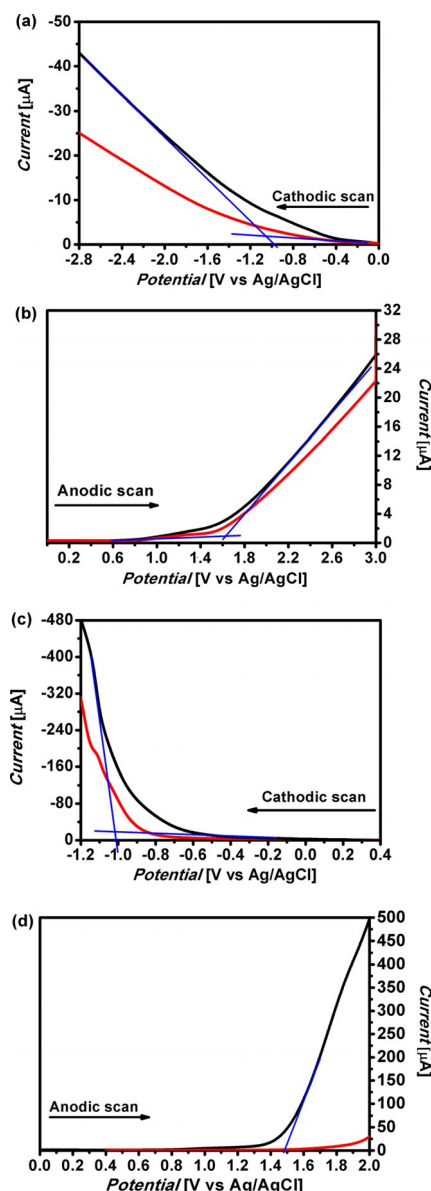 (a)
-50
-40
-30
-20
-10
0
Current [µA]
Cathodic scan
-2.8 -2.4 -2.0 -1.6 -1.2 -0.8 -0.4 0.0
Potential [V vs Ag/AgCl]
(b)
32
28
24
20
16
12
8
4
0
Current [µA]
Anodic scan
0.2 0.6 1.0 1.4 1.8 2.2 2.6 3.0
Potential [V vs Ag/AgCl]
(c)
-480
-400
-320
-240
-160
-80
0
Current [µA]
Cathodic scan
-1.2 -1.0 -0.8 -0.6 -0.4 -0.2 0.0 0.2 0.4
Potential [V vs Ag/AgCl]
(d)
500
450
400
350
300
250
200
150
100
50
0
Current [µA]
Anodic scan
0.0 0.2 0.4 0.6 0.8 1.0 1.2 1.4 1.6 1.8 2.0
Potential [V vs Ag/AgCl]